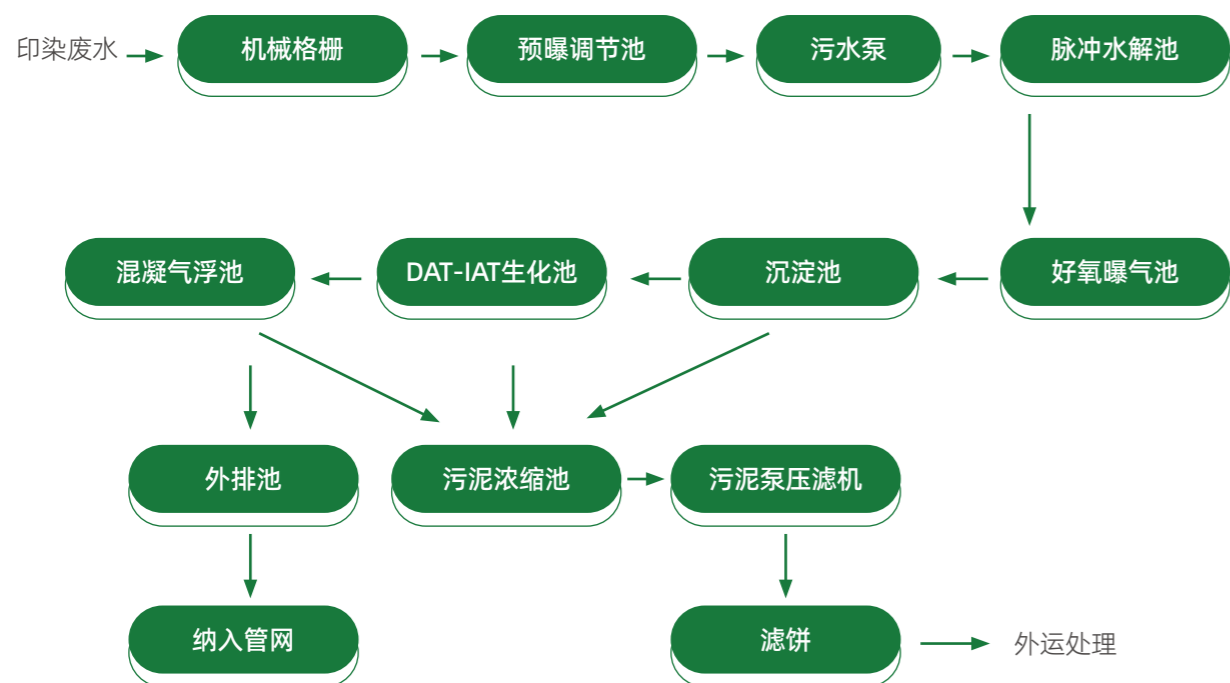 印染废水
机械格栅
预曝调节池
污水泵
脉冲水解池
混凝气浮池
DAT-IAT生化池
沉淀池
好氧曝气池
外排池
污泥浓缩池
污泥泵压滤机
纳入管网
滤饼
外运处理